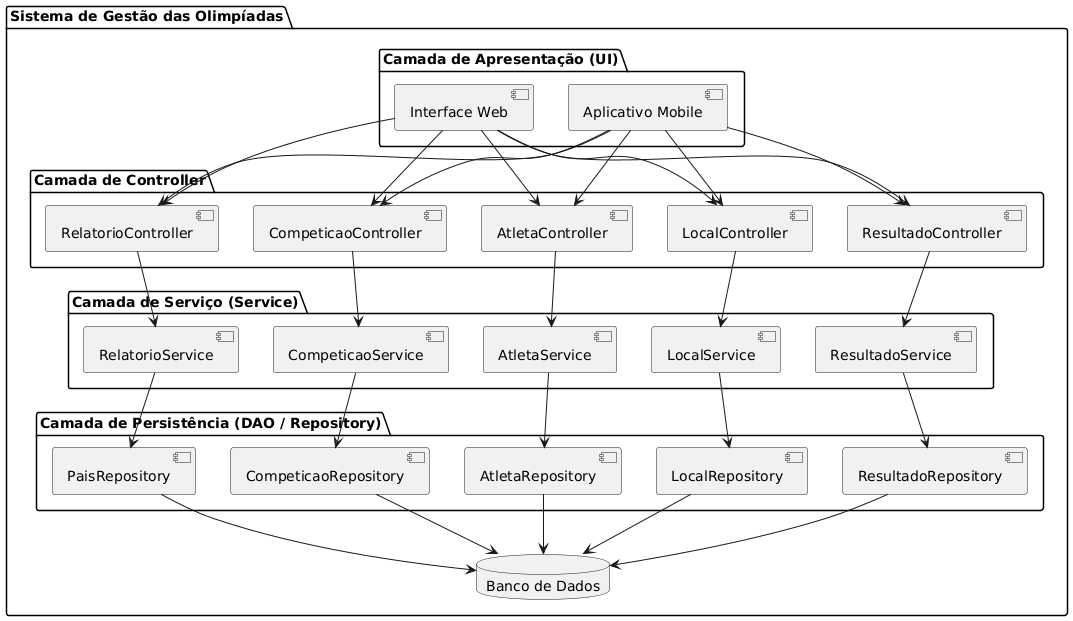 Sistema de Gestão das Olimpíadas
Camada de Apresentação (UI)
Interface Web
Aplicativo Mobile
Camada de Controller
RelatorioController
CompeticaoController
AtletaController
LocalController
ResultadoController
Camada de Serviço (Service)
RelatorioService
CompeticaoService
AtletaService
LocalService
ResultadoService
Camada de Persistência (DAO / Repository)
PaisRepository
CompeticaoRepository
AtletaRepository
LocalRepository
ResultadoRepository
Banco de Dados